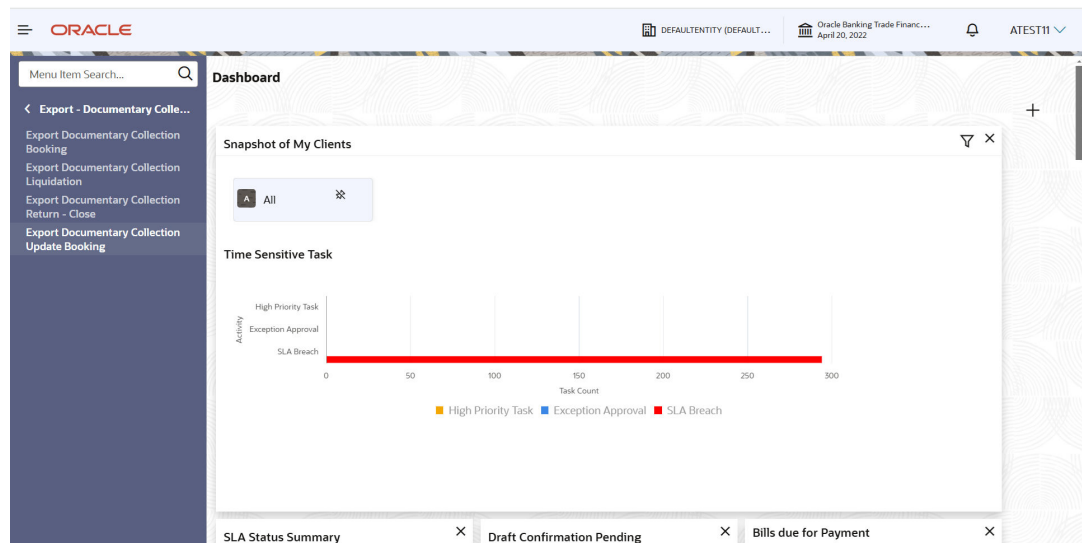 ORACLE
DEFAULTENTITY (DEFAULT...
Oracle Banking Trade Financ...
April 20, 2022
ATEST11
Menu Item Search...
Export - Documentary Colle...
Export Documentary Collection
Booking
Export Documentary Collection
Liquidation
Export Documentary Collection
Return - Close
Export Documentary Collection
Update Booking
Dashboard
Snapshot of My Clients
A All
Time Sensitive Task
Activity
High Priority Task
Exception Approval
SLA Breach
0 50 100 150 200 250 300
Task Count
High Priority Task Exception Approval SLA Breach
SLA Status Summary
Draft Confirmation Pending
Bills due for Payment